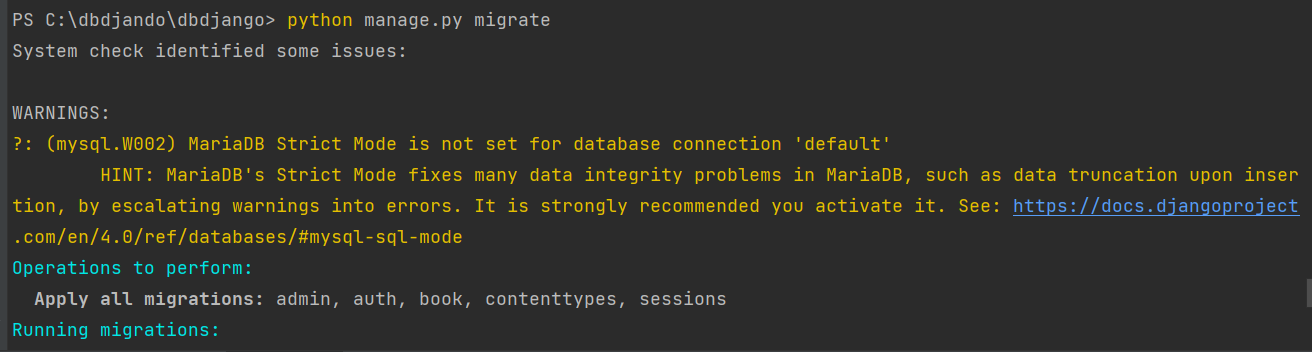 PS C:\dbdjando\dbdjango> python manage.py migrate
System check identified some issues:
WARNINGS:
?: (mysql.W002) MariaDB Strict Mode is not set for database connection 'default'
HINT: MariaDB's Strict Mode fixes many data integrity problems in MariaDB, such as data truncation upon inser
tion, by escalating warnings into errors. It is strongly recommended you activate it. See: https://docs.djangoproject
.com/en/4.0/ref/databases/#mysql-sql-mode
Operations to perform:
Apply all migrations: admin, auth, book, contenttypes, sessions
Running migrations: